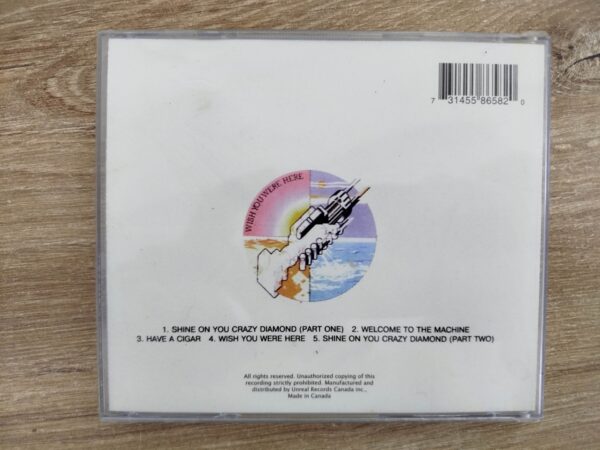 7 31455 86582 0
WISH YOU WERE HERE
1. SHINE ON YOU CRAZY DIAMOND (PART ONE) 2. WELCOME TO THE MACHINE
3. HAVE A CIGAR 4. WISH YOU WERE HERE 5. SHINE ON YOU CRAZY DIAMOND (PART TWO)
All rights reserved. Unauthorized copying of this
recording strictly prohibited. Manufactured and
distributed by Unreal Records Canada Inc.,
Made in Canada